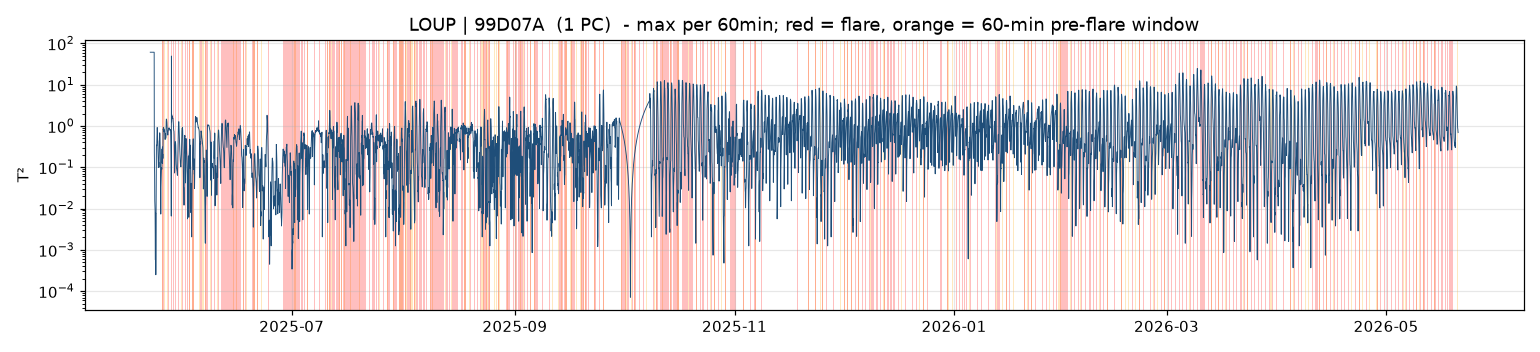 LOUP | 99D07A  (1 PC)  - max per 60min; red = flare, orange = 60-min pre-flare window
T²
10²
10¹
10⁰
10⁻¹
10⁻²
10⁻³
10⁻⁴
2025-07 2025-09 2025-11 2026-01 2026-03 2026-05